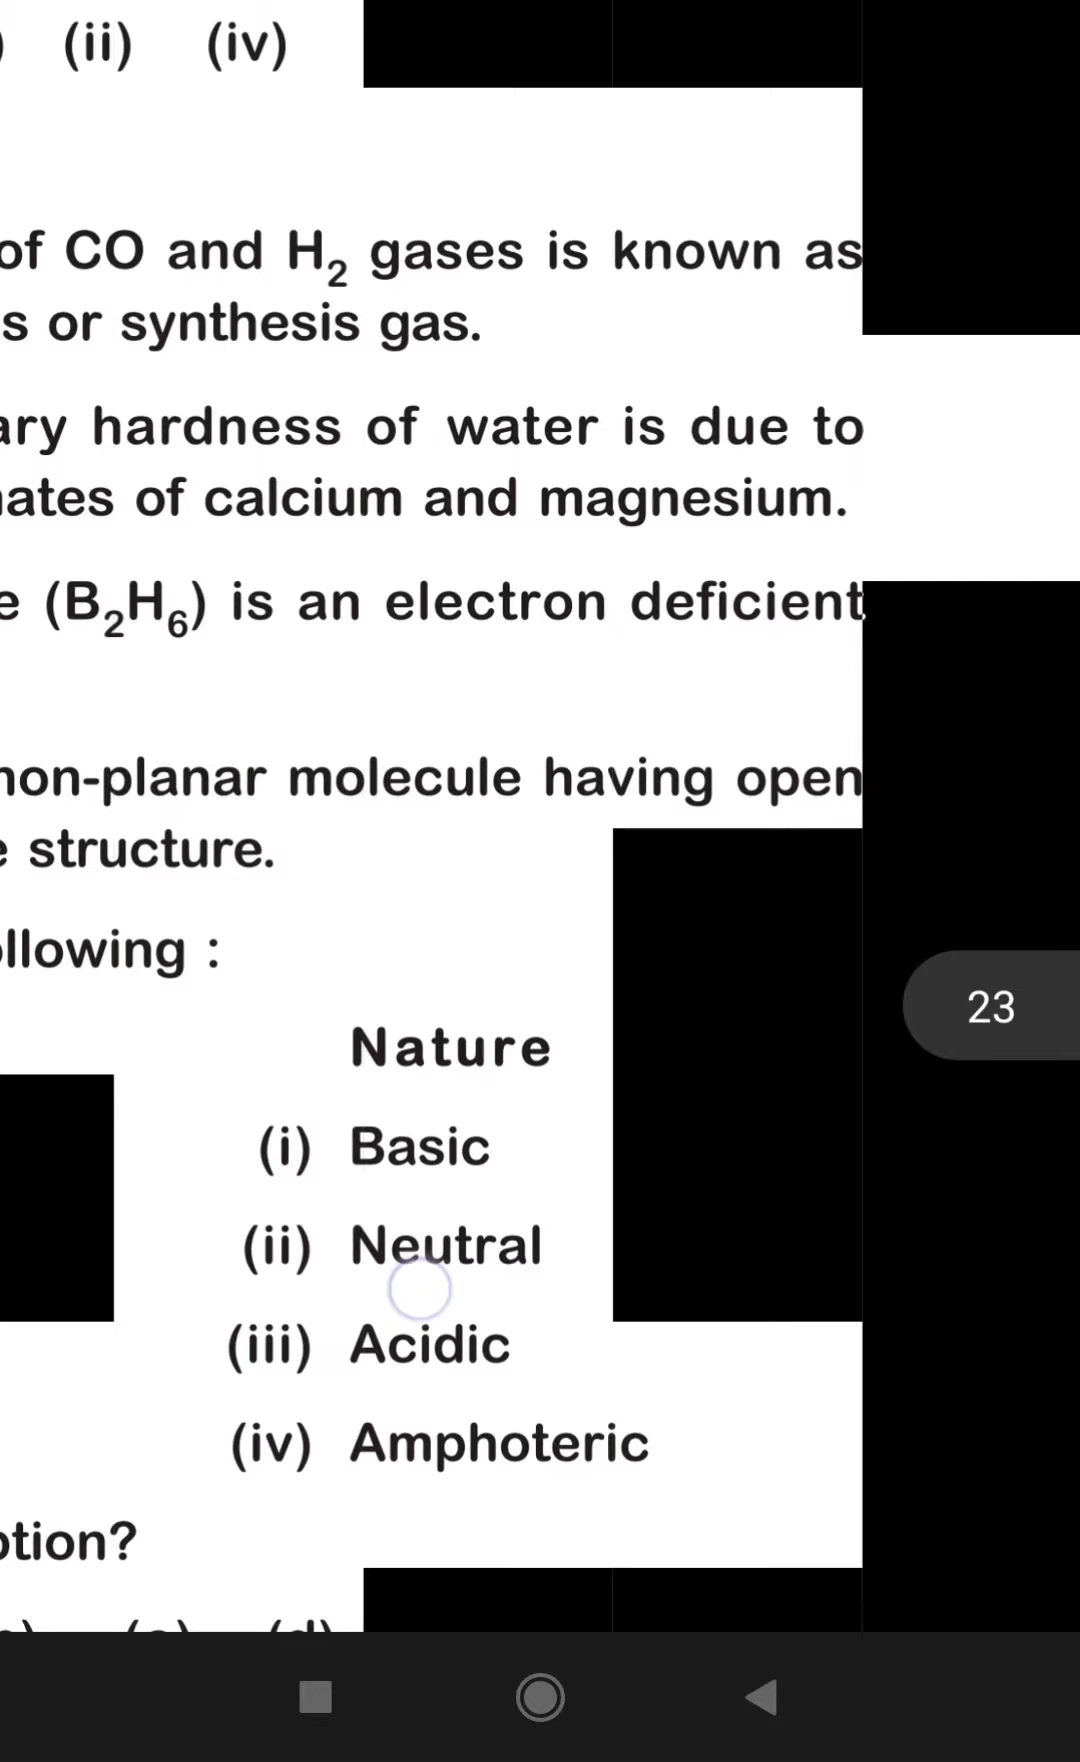 (ii) (iv)
of CO and H₂ gases is known as
s or synthesis gas.
ary hardness of water is due to
ates of calcium and magnesium.
e (B₂H₆) is an electron deficient
non-planar molecule having open
e structure.
ollowing :
Nature
(i) Basic
(ii) Neutral
(iii) Acidic
(iv) Amphoteric
otion?
23